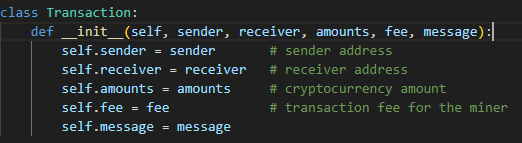 class Transaction:
    def __init__(self, sender, receiver, amounts, fee, message):
        self.sender = sender        # sender address
        self.receiver = receiver    # receiver address
        self.amounts = amounts      # cryptocurrency amount
        self.fee = fee              # transaction fee for the miner
        self.message = message